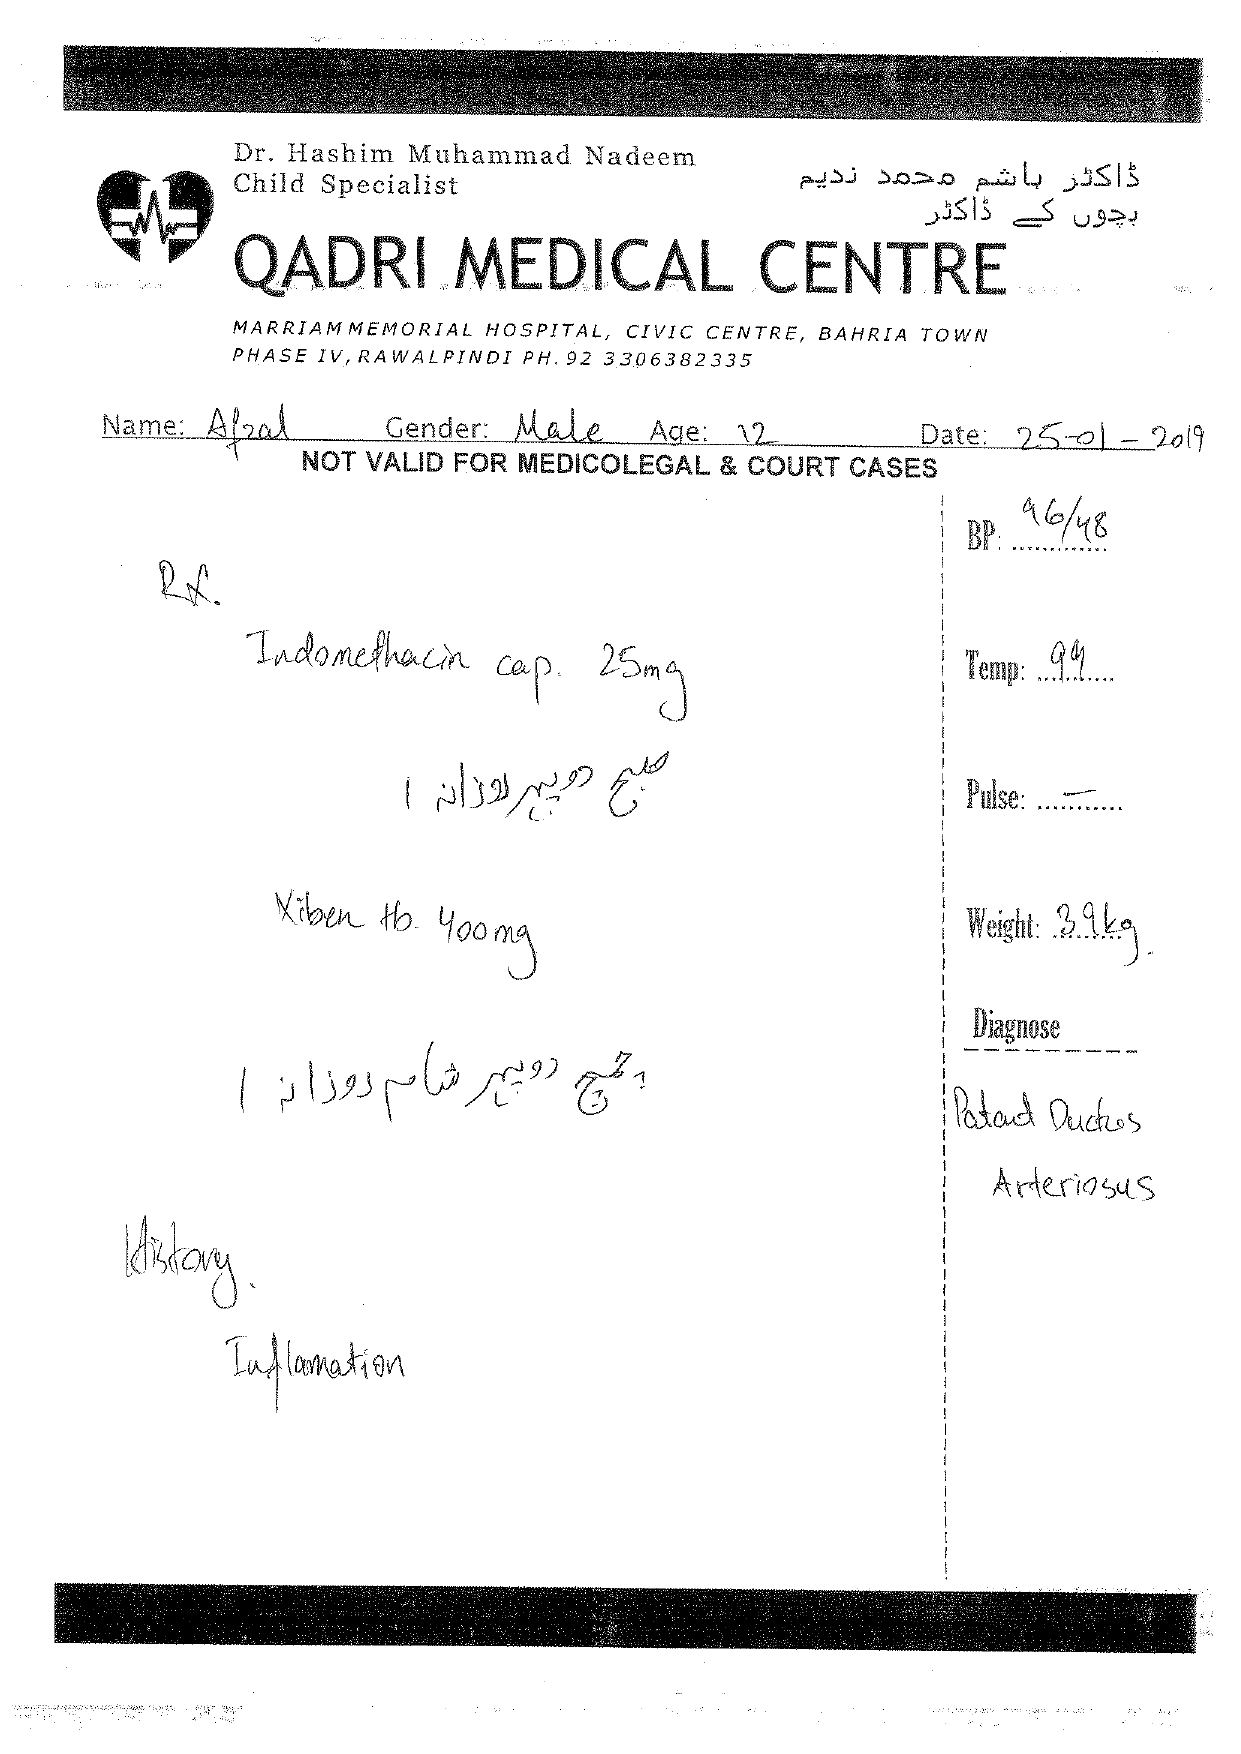 Dr. Hashim Muhammad Nadeem
Child Specialist
ڈاکٹر ہاشم محمد ندیم
بچوں کے ڈاکٹر
QADRI MEDICAL CENTRE
MARRIAM MEMORIAL HOSPITAL, CIVIC CENTRE, BAHRIA TOWN
PHASE IV, RAWALPINDI PH. 92 3306382335
Name: Afzal Gender: Male Age: 12 Date: 25-01-2019
NOT VALID FOR MEDICOLEGAL & COURT CASES
BP: 96/48
Rx.
Indomethacin cap. 25mg
Temp: 99
صبح دوپہر روزانہ 1
Pulse: —
Xiben tb. 400mg
Weight: 39kg.
Diagnose
صبح دوپہر شام روزانہ 1
Patent Ductus
Arteriosus
History.
Inflamation